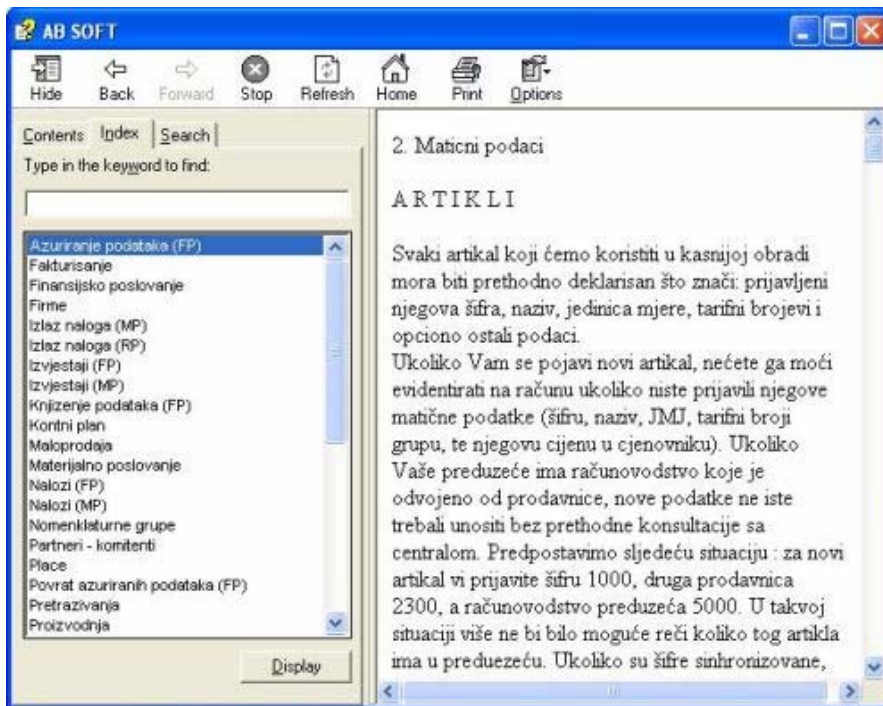 AB SOFT
Hide Back Forward Stop Refresh Home Print Options
Contents Index Search
Type in the keyword to find:
Azuriranje podataka (FP)
Fakturisanje
Finansijsko poslovanje
Firme
Izlaz naloga (MP)
Izlaz naloga (RP)
Izvjestaji (FP)
Izvjestaji (MP)
Knjizenje podataka (FP)
Kontni plan
Maloprodaja
Materijalno poslovanje
Nalozi (FP)
Nalozi (MP)
Nomenklaturne grupe
Partneri - komitenti
Place
Povrat azuriranih podataka (FP)
Pretrazivanja
Proizvodnja
Display
2. Maticni podaci
A R T I K L I
Svaki artikal koji ćemo koristiti u kasnijoj obradi
mora biti prethodno deklarisan što znači: prijavljeni
njegova šifra, naziv, jedinica mjere, tarifni brojevi i
opciono ostali podaci.
Ukoliko Vam se pojavi novi artikal, nećete ga moći
evidentirati na računu ukoliko niste prijavili njegove
matične podatke (šifru, naziv, JMJ, tarifni broji
grupu, te njegovu cijenu u cjenovniku). Ukoliko
Vaše preduzeće ima računovodstvo koje je
odvojeno od prodavnice, nove podatke ne iste
trebali unositi bez prethodne konsultacije sa
centralom. Predpostavimo sljedeću situaciju : za novi
artikal vi prijavite šifru 1000, druga prodavnica
2300, a računovodstvo preduzeća 5000. U takvoj
situaciji više ne bi bilo moguće reči koliko tog artikla
ima u preduezeću. Ukoliko su šifre sinhronizovane,